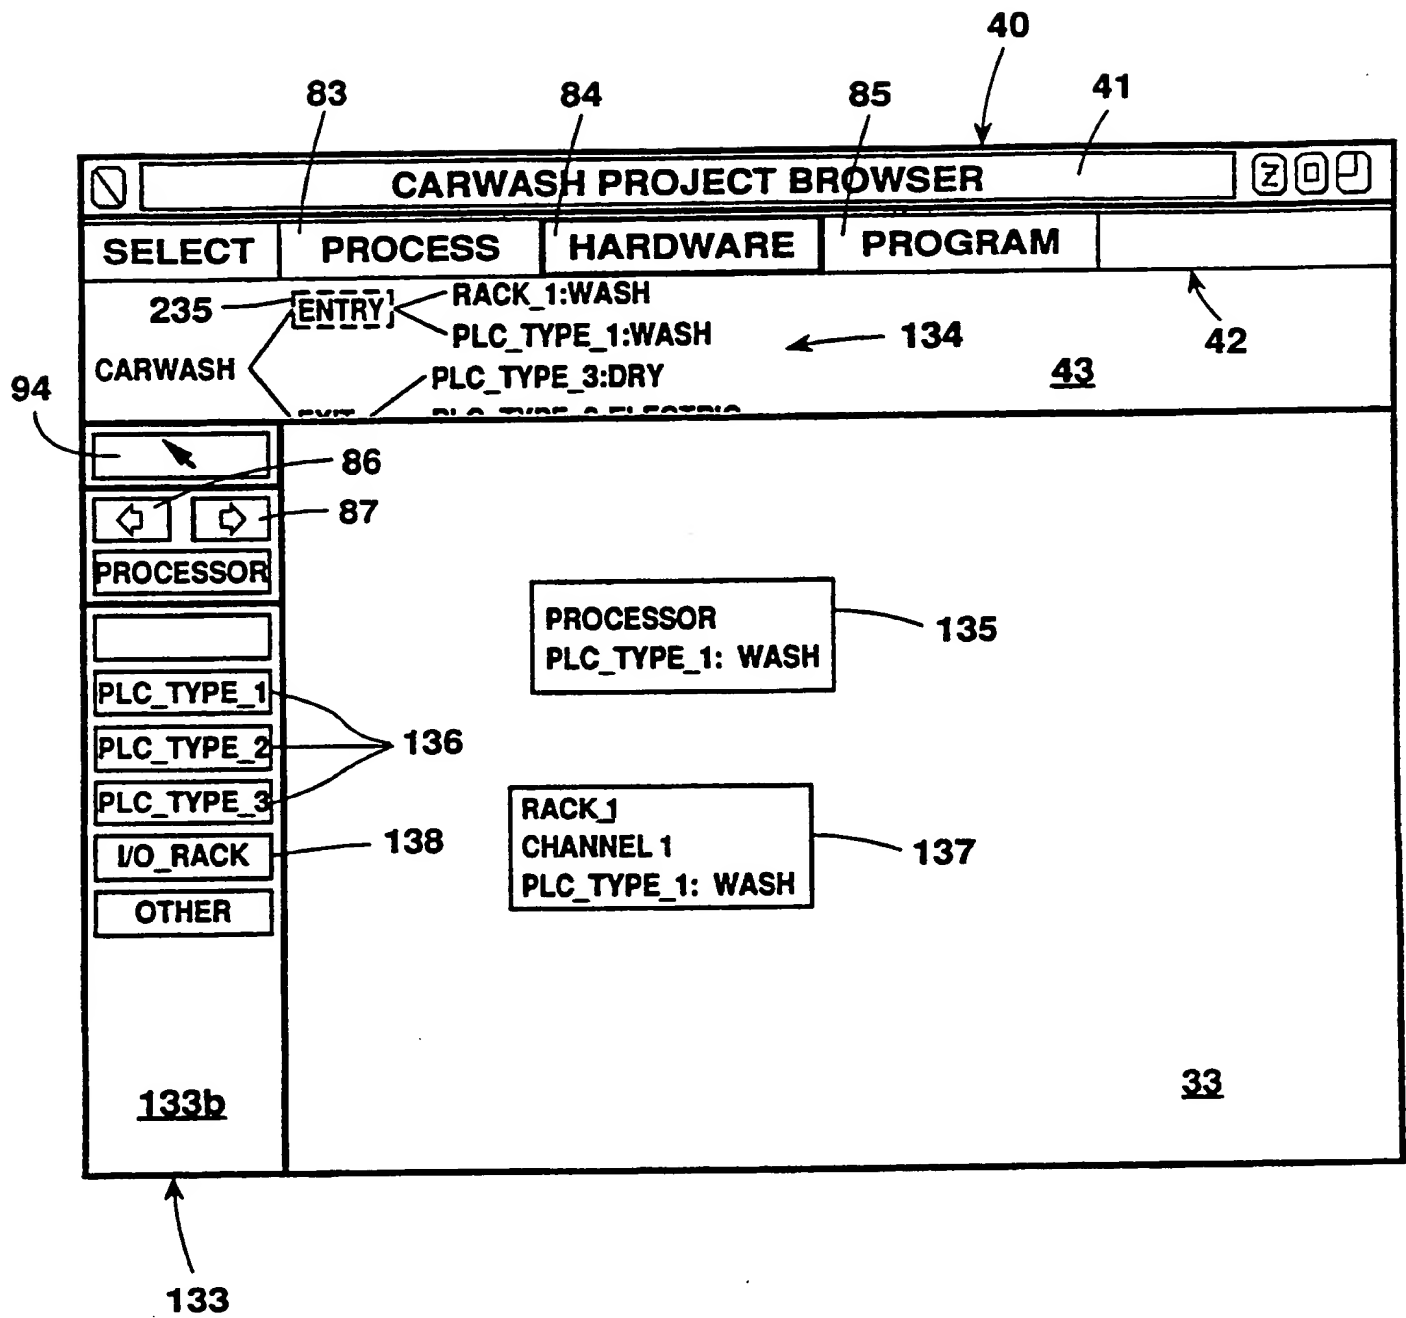 40
83 84 85 41
CARWASH PROJECT BROWSER Z
SELECT PROCESS HARDWARE PROGRAM
235 ENTRY RACK_1:WASH
PLC_TYPE_1:WASH 134 42
CARWASH PLC_TYPE_3:DRY 43
94
86
87
PROCESSOR
PROCESSOR
PLC_TYPE_1: WASH
135
PLC_TYPE_1
PLC_TYPE_2
PLC_TYPE_3
136
I/O_RACK
138
OTHER
RACK_1
CHANNEL 1
PLC_TYPE_1: WASH
137
133b
33
133